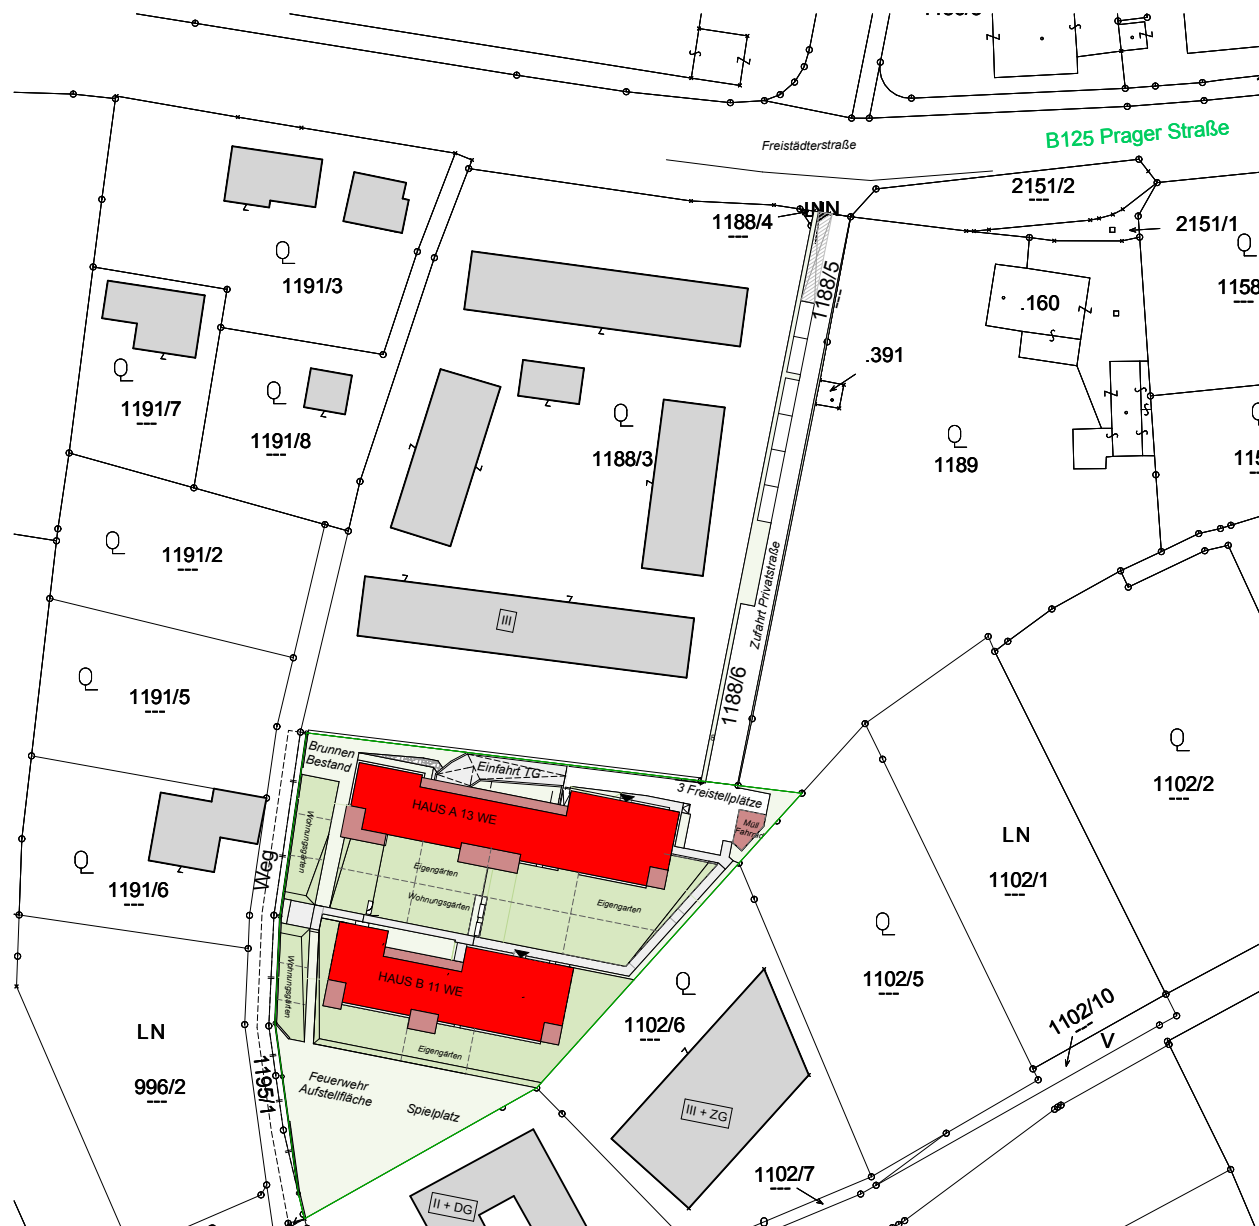 B125 Prager Straße
Freistädterstraße
2151/2
1188/4
2151/1
1191/3
1188/5
1158
.160
.391
1191/7
1191/8
1188/3
1189
115
1191/2
III
Zufahrt Privatstraße
1191/5
1188/6
Brunnen
Bestand
Einfahrt TG
3 Freistellplätze
1102/2
HAUS A 13 WE
Müll
Wohnungsgärten
LN
Weg
1191/6
Eigengärten
1102/1
Wohnungsgärten
Eigengärten
1102/5
Wohnungsgärten
HAUS B 11 WE
1102/6
1102/10
V
LN
Eigengärten
996/2
1195/1
Feuerwehr
Aufstellfläche
Spielplatz
III + ZG
1102/7
II + DG